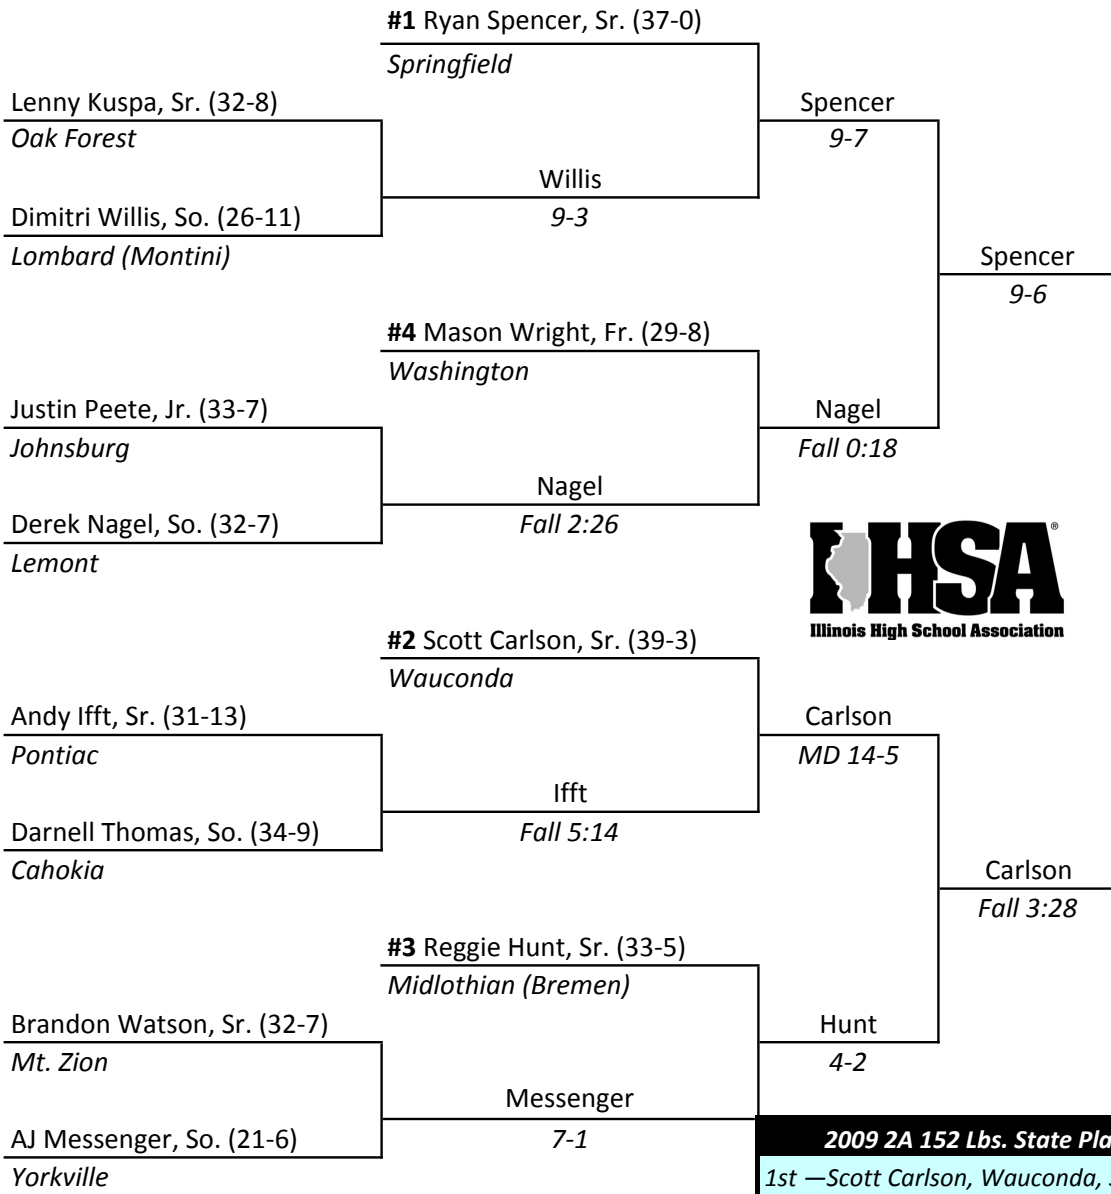 #1 Ryan Spencer, Sr. (37-0)
Springfield
Lenny Kuspa, Sr. (32-8)
Oak Forest
Spencer
9-7
Willis
9-3
Dimitri Willis, So. (26-11)
Lombard (Montini)
Spencer
9-6
#4 Mason Wright, Fr. (29-8)
Washington
Justin Peete, Jr. (33-7)
Johnsburg
Nagel
Fall 0:18
Nagel
Fall 2:26
Derek Nagel, So. (32-7)
Lemont
IHSA®
Illinois High School Association
#2 Scott Carlson, Sr. (39-3)
Wauconda
Andy Ifft, Sr. (31-13)
Pontiac
Carlson
MD 14-5
Ifft
Fall 5:14
Darnell Thomas, So. (34-9)
Cahokia
Carlson
Fall 3:28
#3 Reggie Hunt, Sr. (33-5)
Midlothian (Bremen)
Brandon Watson, Sr. (32-7)
Mt. Zion
Hunt
4-2
Messenger
7-1
AJ Messenger, So. (21-6)
Yorkville
2009 2A 152 Lbs. State Pla
1st —Scott Carlson, Wauconda,